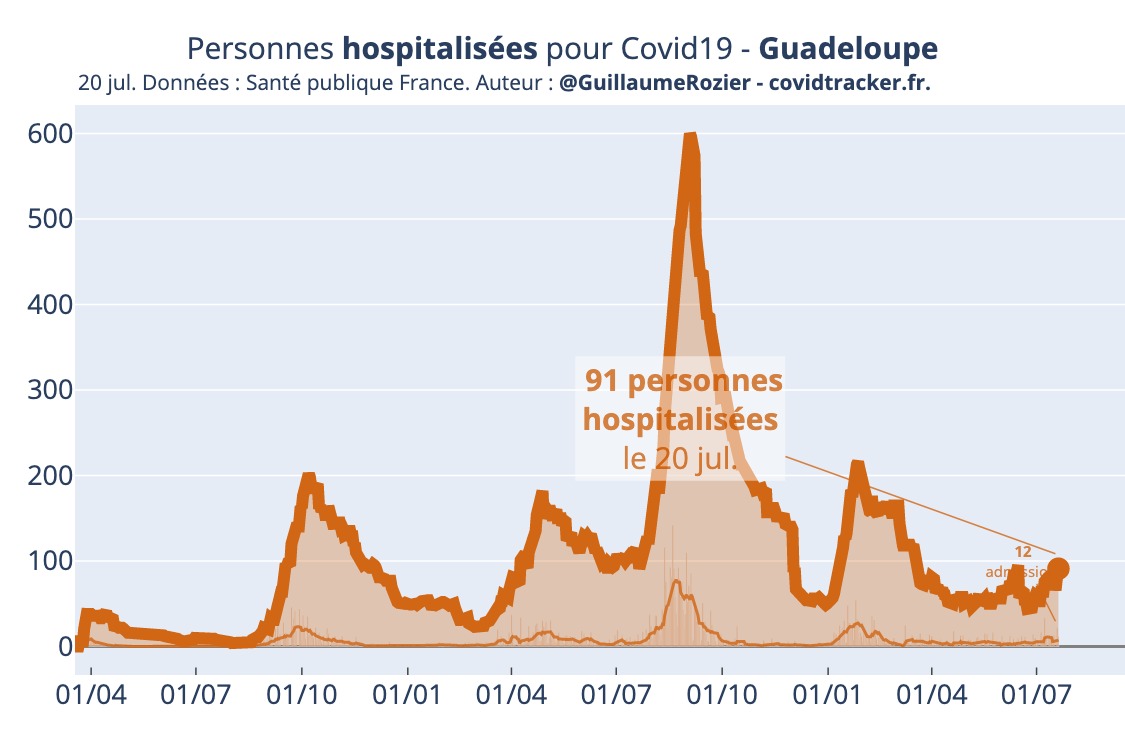 Personnes hospitalisées pour Covid19 - Guadeloupe
20 jul. Données : Santé publique France. Auteur : @GuillaumeRozier - covidtracker.fr.
600
500
400
300
200
100
0
91 personnes
hospitalisées
le 20 jul.
12
01/04 01/07 01/10 01/01 01/04 01/07 01/10 01/01 01/04 01/07